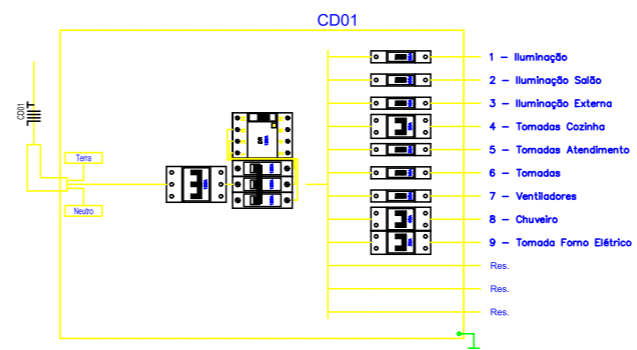 CD01
CD01
Terra
Neutro
1 - Iluminação
2 - Iluminação Salão
3 - Iluminação Externa
4 - Tomadas Cozinha
5 - Tomadas Atendimento
6 - Tomadas
7 - Ventiladores
8 - Chuveiro
9 - Tomada Forno Elétrico
Res.
Res.
Res.